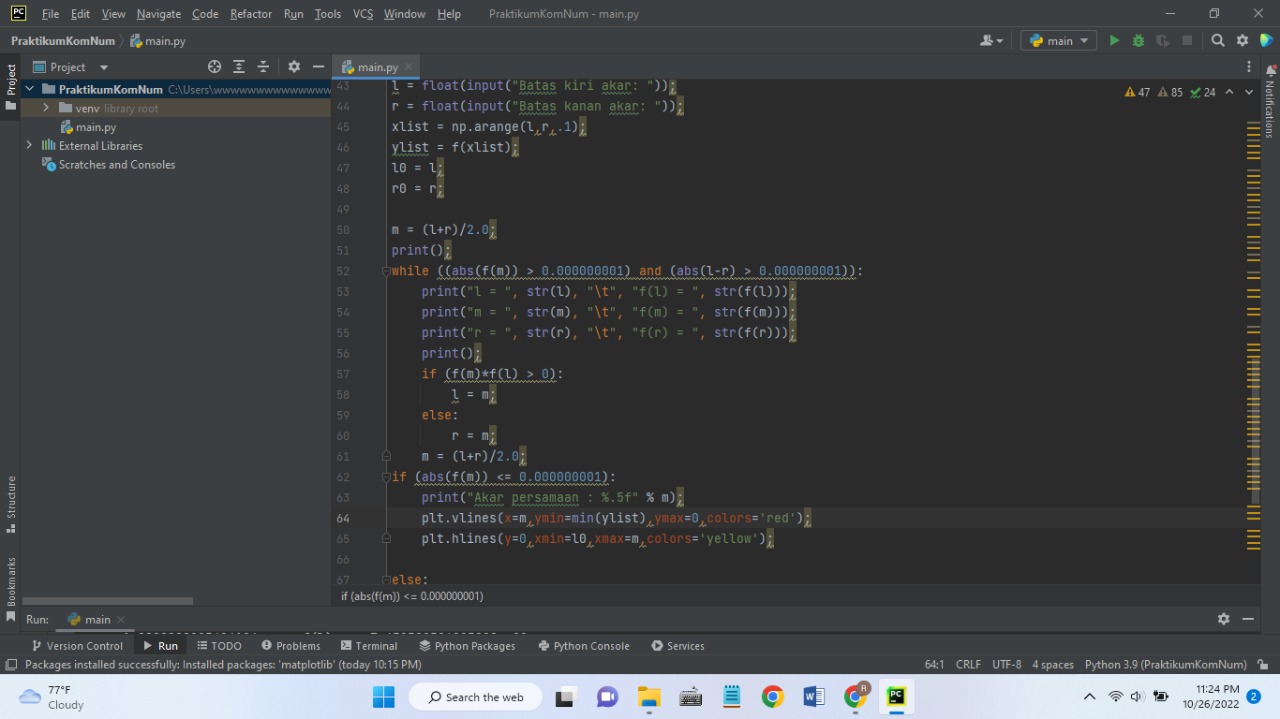 PC File Edit View Navigate Code Refactor Run Tools VCS Window Help PraktikumKomNum - main.py
PraktikumKomNum main.py main
Project
Project
PraktikumKomNum C:\Users\wwwwwwwwwwwwwww
venv library root
main.py
External Libraries
Scratches and Consoles
Structure
Bookmarks
main.py
47 85 24
Notifications
43 l = float(input("Batas kiri akar: "));
44 r = float(input("Batas kanan akar: "));
45 xlist = np.arange(l,r,.1);
46 ylist = f(xlist);
47 l0 = l;
48 r0 = r;
49
50 m = (l+r)/2.0;
51 print();
52 while ((abs(f(m)) > 0.000000001) and (abs(l-r) > 0.000000001)):
53 print("l = ", str(l), "\t", "f(l) = ", str(f(l)));
54 print("m = ", str(m), "\t", "f(m) = ", str(f(m)));
55 print("r = ", str(r), "\t", "f(r) = ", str(f(r)));
56 print();
57 if (f(m)*f(l) > 0):
58 l = m;
59 else:
60 r = m;
61 m = (l+r)/2.0;
62 if (abs(f(m)) <= 0.000000001):
63 print("Akar persamaan : %.5f" % m);
64 plt.vlines(x=m,ymin=min(ylist),ymax=0,colors='red');
65 plt.hlines(y=0,xmin=l0,xmax=m,colors='yellow');
66
67 else:
if (abs(f(m)) <= 0.000000001)
Run: main
Version Control Run TODO Problems Terminal Python Packages Python Console Services
Packages installed successfully: Installed packages: 'matplotlib' (today 10:15 PM) 64:1 CRLF UTF-8 4 spaces Python 3.9 (PraktikumKomNum)
77°F
Cloudy
Search the web
R
PC
11:24 PM
10/26/2022
2